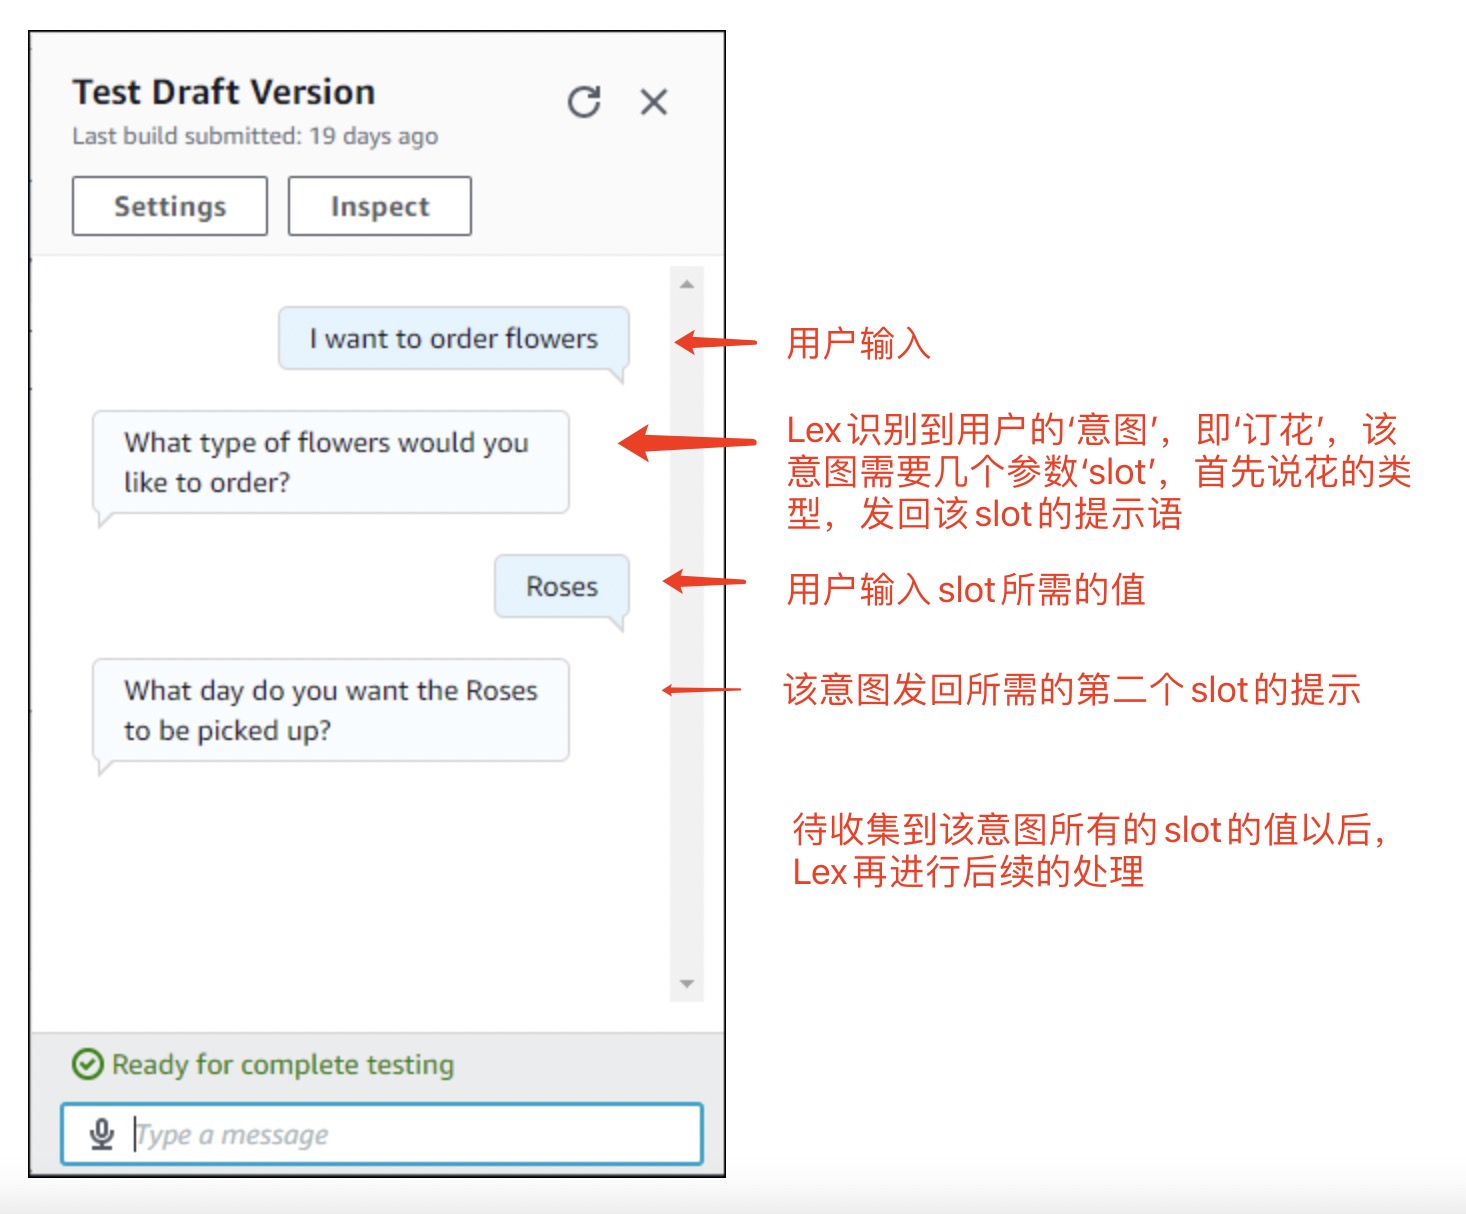 Test Draft Version
Last build submitted: 19 days ago
Settings
Inspect
I want to order flowers
用户输入
What type of flowers would you
like to order?
Lex识别到用户的‘意图’，即‘订花’，该
意图需要几个参数‘slot’，首先说花的类
型，发回该slot的提示语
Roses
用户输入slot所需的值
What day do you want the Roses
to be picked up?
该意图发回所需的第二个slot的提示
待收集到该意图所有的slot的值以后，
Lex再进行后续的处理
Ready for complete testing
Type a message